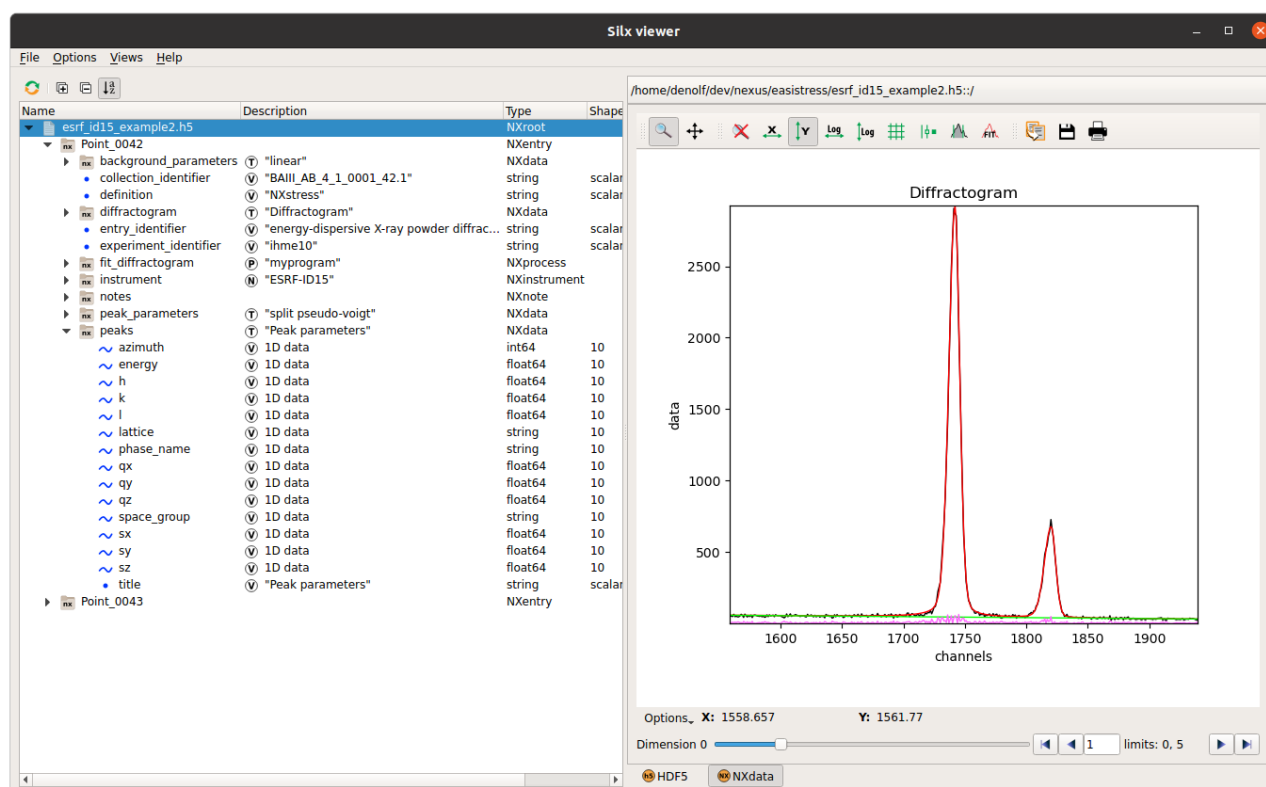 Silx viewer
File Options Views Help
/home/denolf/dev/nexus/easistress/esrf_id15_example2.h5::/
Name Description Type Shape
esrf_id15_example2.h5 NXroot
Point_0042 NXentry
background_parameters "linear" NXdata
collection_identifier "BAIII_AB_4_1_0001_42.1" string scalar
definition "NXstress" string scalar
diffractogram "Diffractogram" NXdata
entry_identifier "energy-dispersive X-ray powder diffrac... string scalar
experiment_identifier "ihme10" string scalar
fit_diffractogram "myprogram" NXprocess
instrument "ESRF-ID15" NXinstrument
notes NXnote
peak_parameters "split pseudo-voigt" NXdata
peaks "Peak parameters" NXdata
azimuth 1D data int64 10
energy 1D data float64 10
h 1D data float64 10
k 1D data float64 10
l 1D data float64 10
lattice 1D data string 10
phase_name 1D data string 10
qx 1D data float64 10
qy 1D data float64 10
qz 1D data float64 10
space_group 1D data string 10
sx 1D data float64 10
sy 1D data float64 10
sz 1D data float64 10
title "Peak parameters" string scalar
Point_0043 NXentry
X Y Log Log FIT
Diffractogram
2500
2000
1500
1000
500
data
1600 1650 1700 1750 1800 1850 1900
channels
Options X: 1558.657 Y: 1561.77
Dimension 0 1 limits: 0, 5
HDF5 NXdata